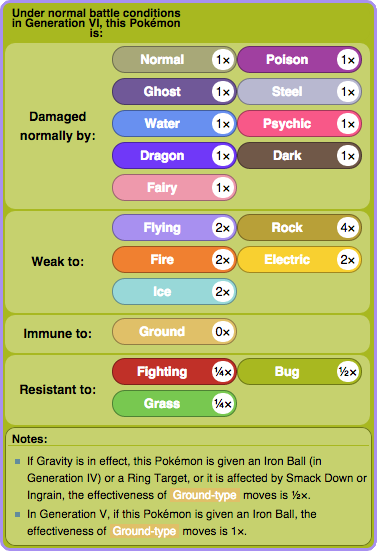 Under normal battle conditions
in Generation VI, this Pokémon
is:
Damaged
normally by:
Normal 1× Poison 1×
Ghost 1× Steel 1×
Water 1× Psychic 1×
Dragon 1× Dark 1×
Fairy 1×
Weak to:
Flying 2× Rock 4×
Fire 2× Electric 2×
Ice 2×
Immune to:
Ground 0×
Resistant to:
Fighting ¼× Bug ½×
Grass ¼×
Notes:
If Gravity is in effect, this Pokémon is given an Iron Ball (in
Generation IV) or a Ring Target, or it is affected by Smack Down or
Ingrain, the effectiveness of Ground-type moves is ½×.
In Generation V, if this Pokémon is given an Iron Ball, the
effectiveness of Ground-type moves is 1×.